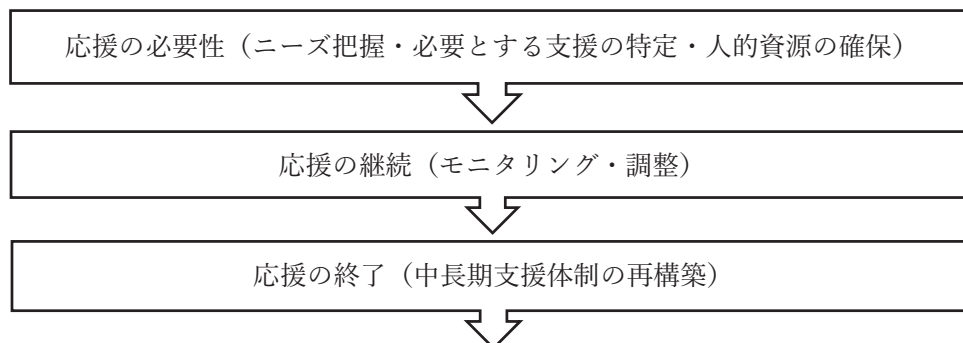 応援の必要性（ニーズ把握・必要とする支援の特定・人的資源の確保）
応援の継続（モニタリング・調整）
応援の終了（中長期支援体制の再構築）